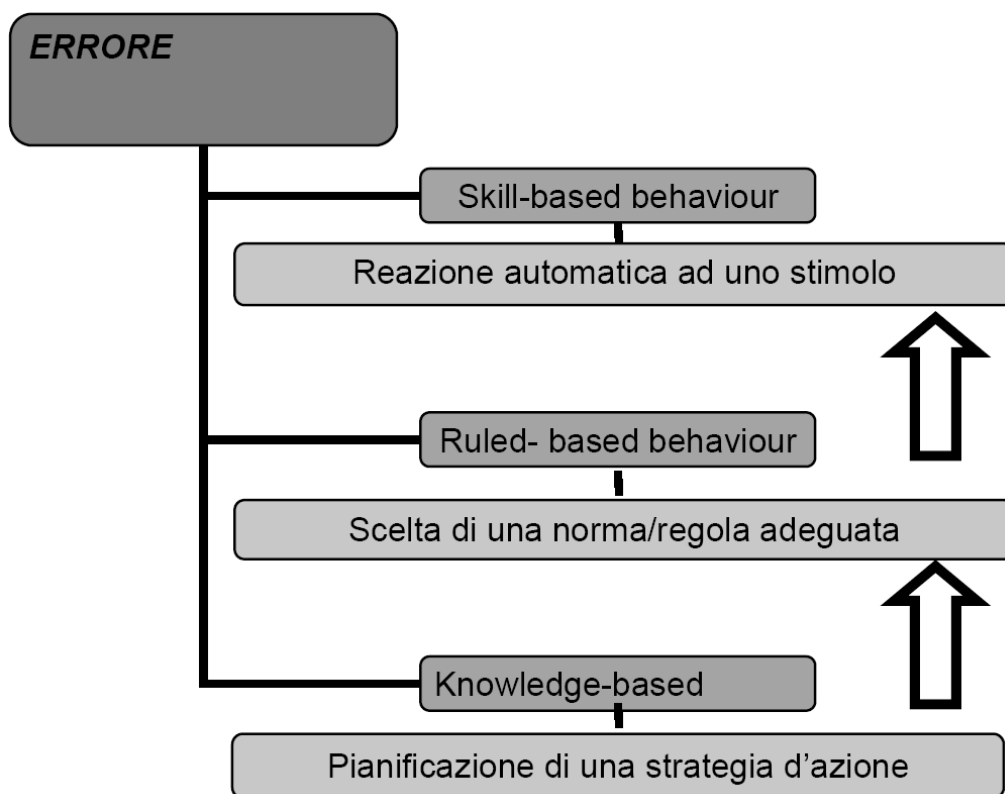 ERRORE
Skill-based behaviour
Reazione automatica ad uno stimolo
Ruled- based behaviour
Scelta di una norma/regola adeguata
Knowledge-based
Pianificazione di una strategia d'azione